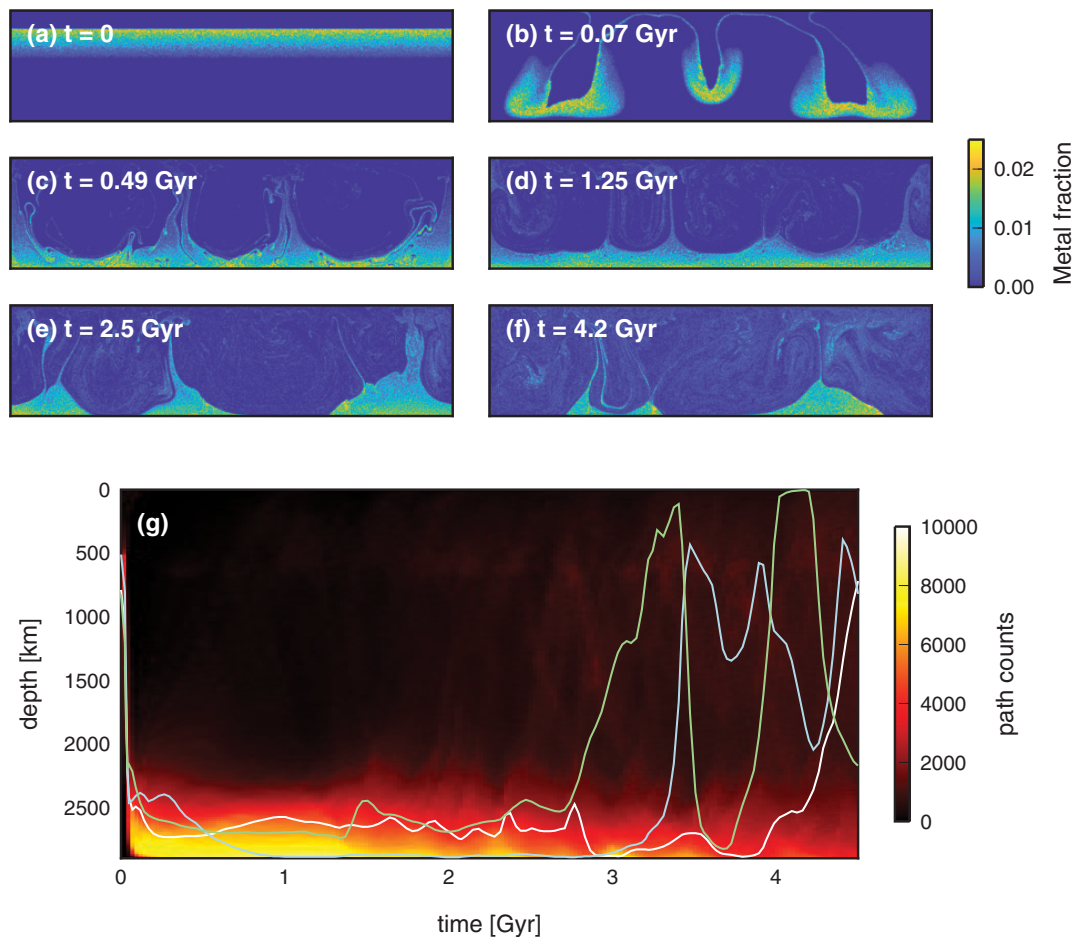 (a) t = 0
(b) t = 0.07 Gyr
(c) t = 0.49 Gyr
(d) t = 1.25 Gyr
0.02
0.01
0.00
Metal fraction
(e) t = 2.5 Gyr
(f) t = 4.2 Gyr
(g)
0
500
1000
1500
2000
2500
depth [km]
0 1 2 3 4
time [Gyr]
10000
8000
6000
4000
2000
0
path counts